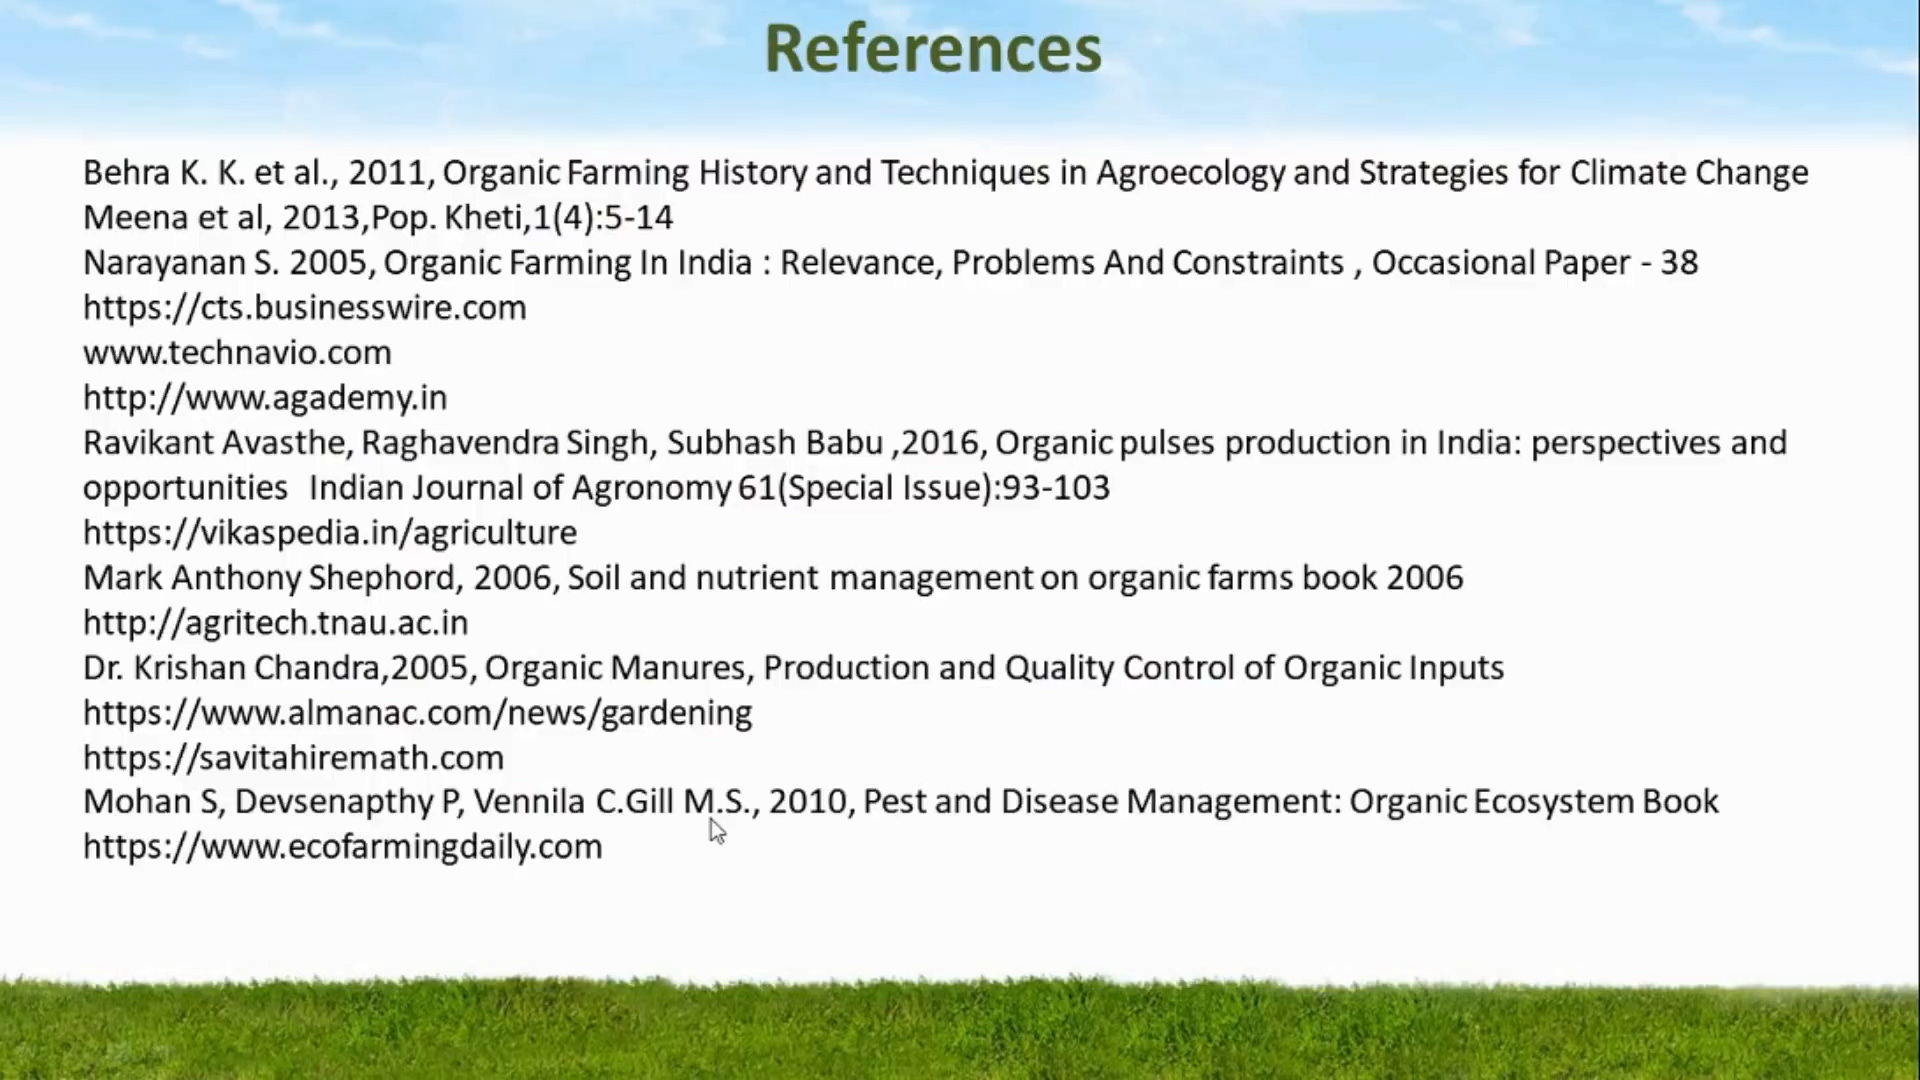 References
Behra K. K. et al., 2011, Organic Farming History and Techniques in Agroecology and Strategies for Climate Change
Meena et al, 2013,Pop. Kheti,1(4):5-14
Narayanan S. 2005, Organic Farming In India : Relevance, Problems And Constraints , Occasional Paper - 38
https://cts.businesswire.com
www.technavio.com
http://www.agademy.in
Ravikant Avasthe, Raghavendra Singh, Subhash Babu ,2016, Organic pulses production in India: perspectives and
opportunities Indian Journal of Agronomy 61(Special Issue):93-103
https://vikaspedia.in/agriculture
Mark Anthony Shephord, 2006, Soil and nutrient management on organic farms book 2006
http://agritech.tnau.ac.in
Dr. Krishan Chandra,2005, Organic Manures, Production and Quality Control of Organic Inputs
https://www.almanac.com/news/gardening
https://savitahiremath.com
Mohan S, Devsenapthy P, Vennila C.Gill M.S., 2010, Pest and Disease Management: Organic Ecosystem Book
https://www.ecofarmingdaily.com